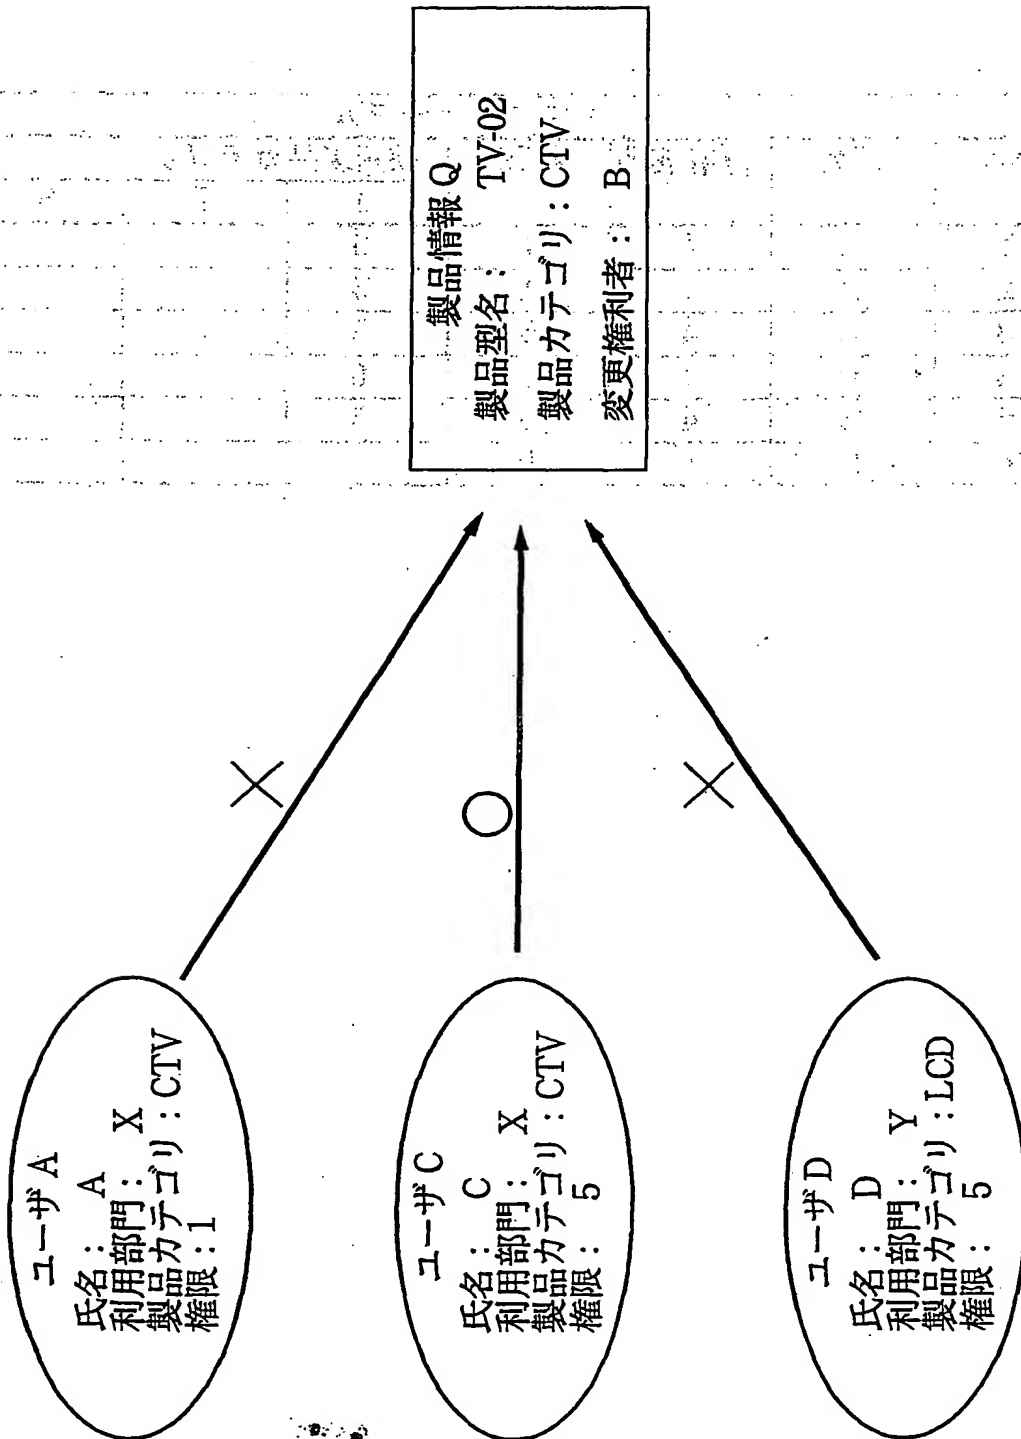 ユーザA
氏名: A
利用部門: X
製品カテゴリ: CTV
権限: 1
ユーザC
氏名: C
利用部門: X
製品カテゴリ: CTV
権限: 5
ユーザD
氏名: D
利用部門: Y
製品カテゴリ: LCD
権限: 5
製品情報Q
製品型名: TV-02
製品カテゴリ: CTV
変更権利者: B